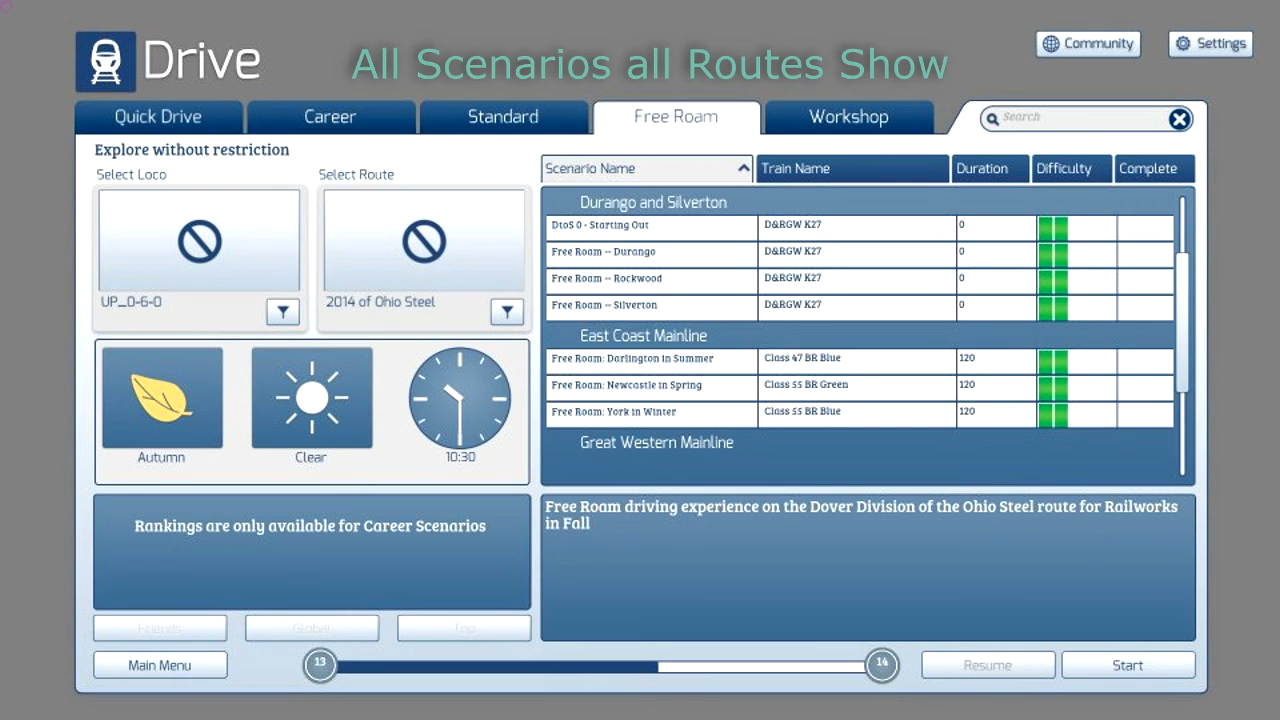 Drive
All Scenarios all Routes Show
Community
Settings
Quick Drive
Career
Standard
Free Roam
Workshop
Search
Explore without restriction
Select Loco
Select Route
UP_0-6-0
2014 of Ohio Steel
Autumn
Clear
10:30
Scenario Name
Train Name
Duration
Difficulty
Complete
Durango and Silverton
DtoS 0 - Starting Out D&RGW K27 0
Free Roam -- Durango D&RGW K27 0
Free Roam -- Rockwood D&RGW K27 0
Free Roam -- Silverton D&RGW K27 0
East Coast Mainline
Free Roam: Darlington in Summer Class 47 BR Blue 120
Free Roam: Newcastle in Spring Class 55 BR Green 120
Free Roam: York in Winter Class 55 BR Blue 120
Great Western Mainline
Rankings are only available for Career Scenarios
Free Roam driving experience on the Dover Division of the Ohio Steel route for Railworks
in Fall
Friends
Global
Top
Main Menu
13
14
Resume
Start